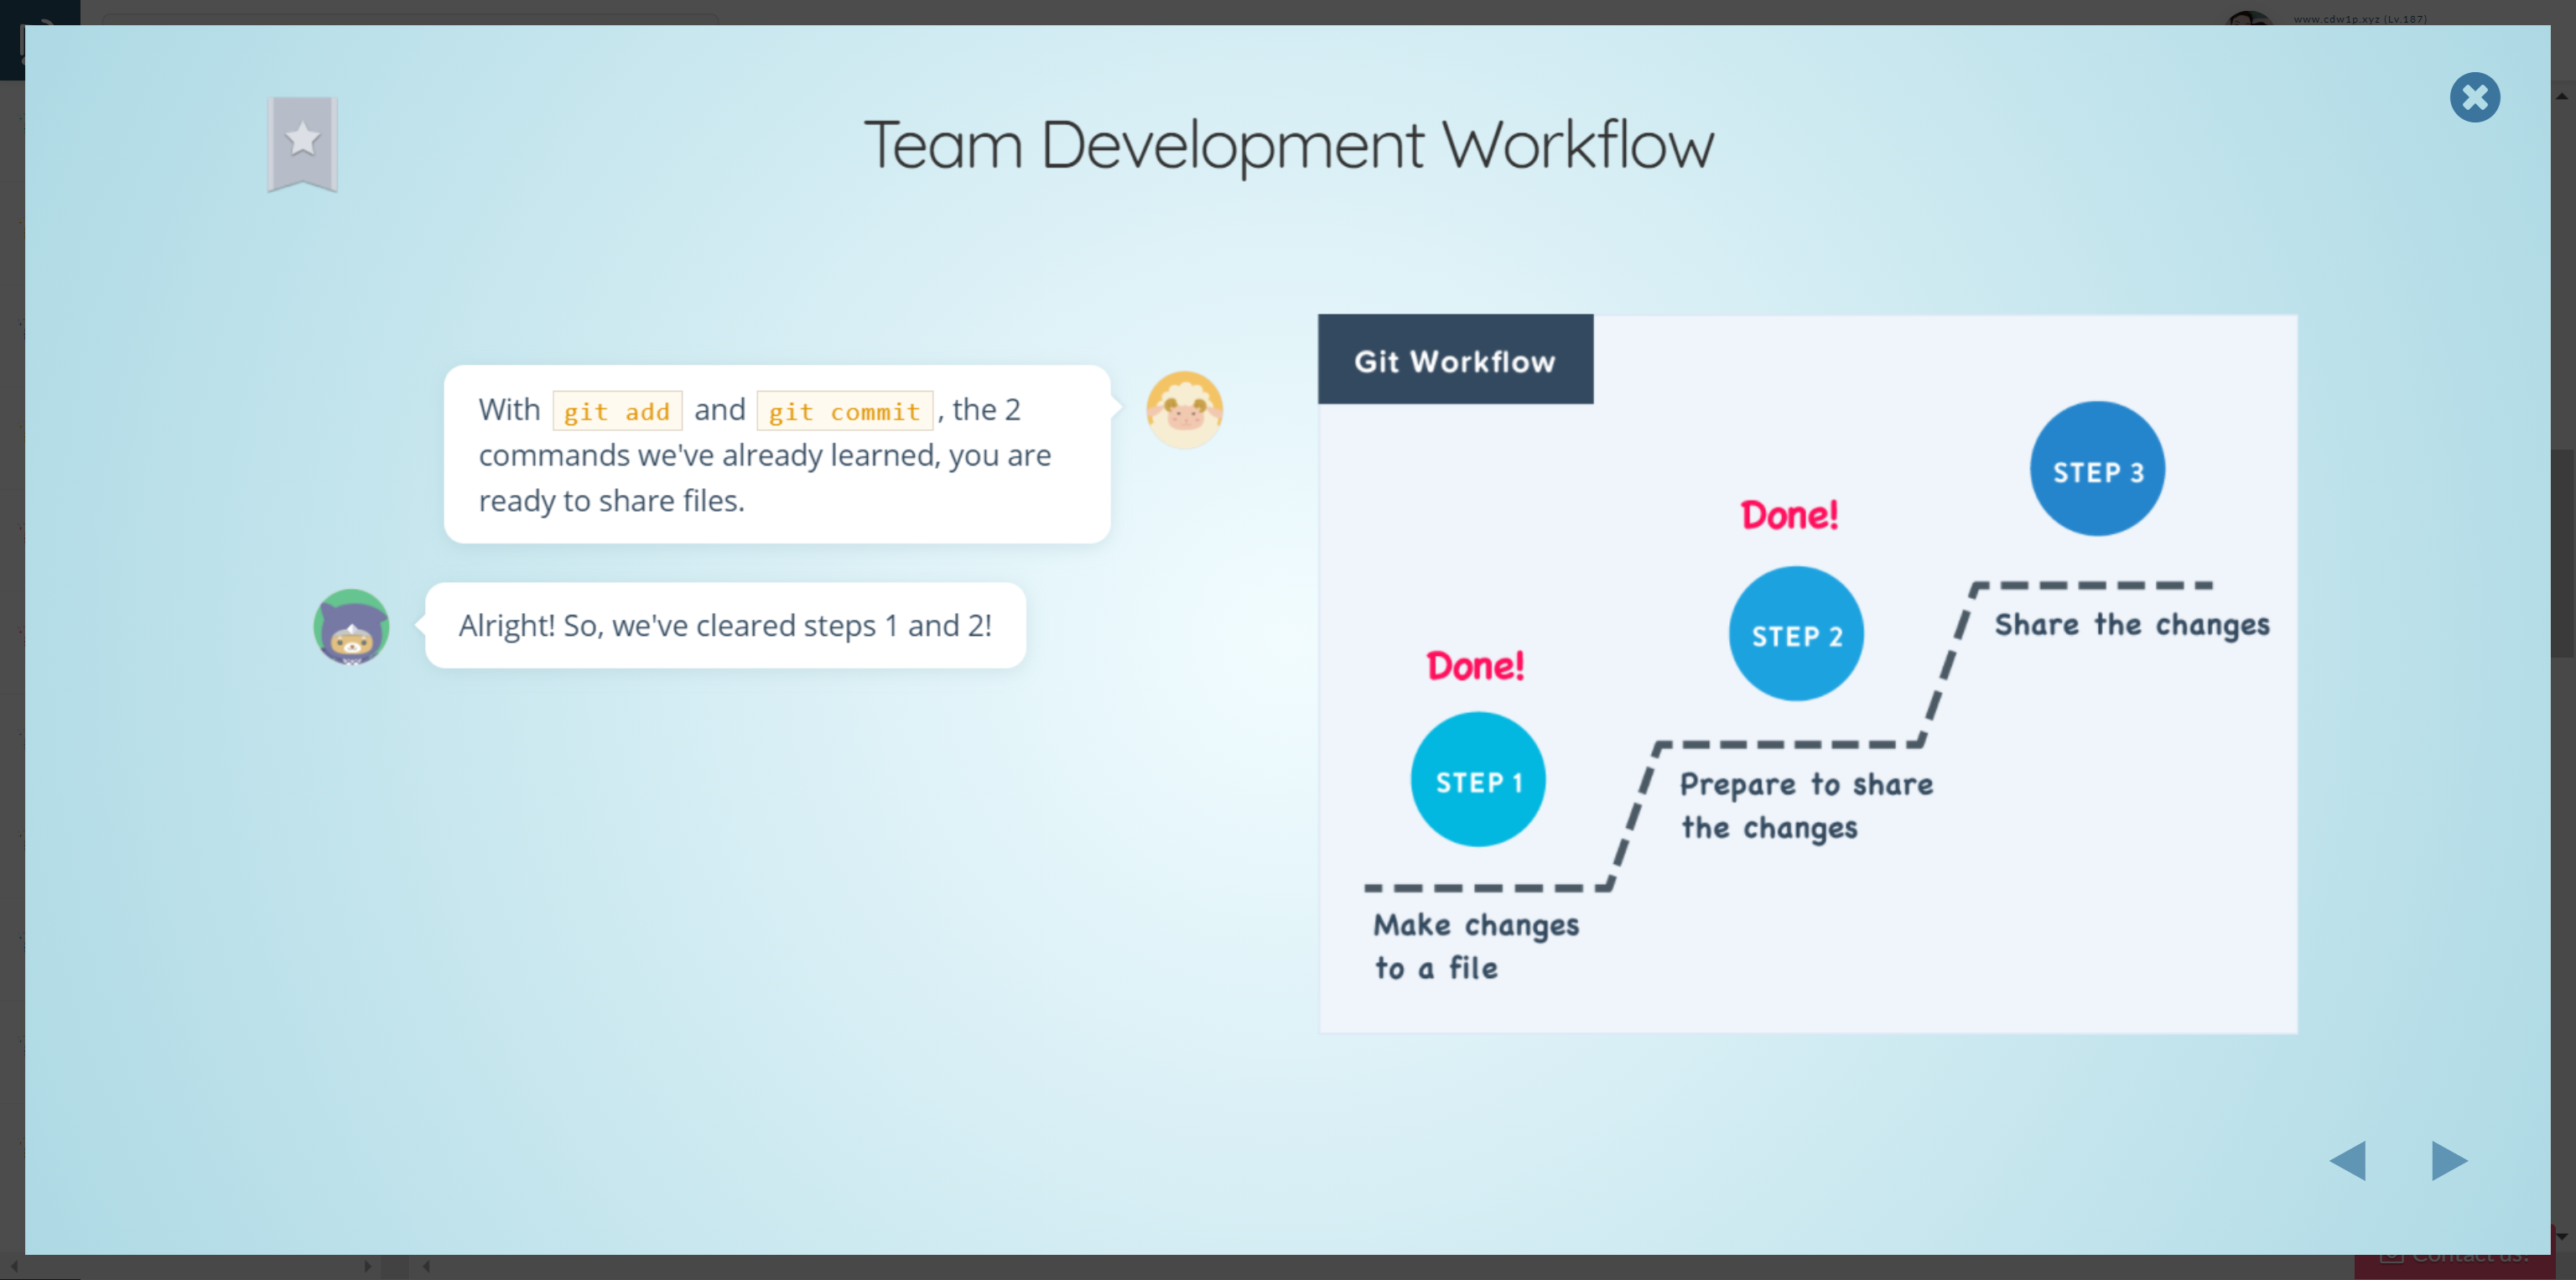 www.cdw1p.xyz (Lv.187)
Team Development Workflow
With git add and git commit, the 2
commands we've already learned, you are
ready to share files.
Alright! So, we've cleared steps 1 and 2!
Git Workflow
STEP 3
Done!
Share the changes
STEP 2
Done!
Prepare to share
the changes
STEP 1
Make changes
to a file
Contact us!